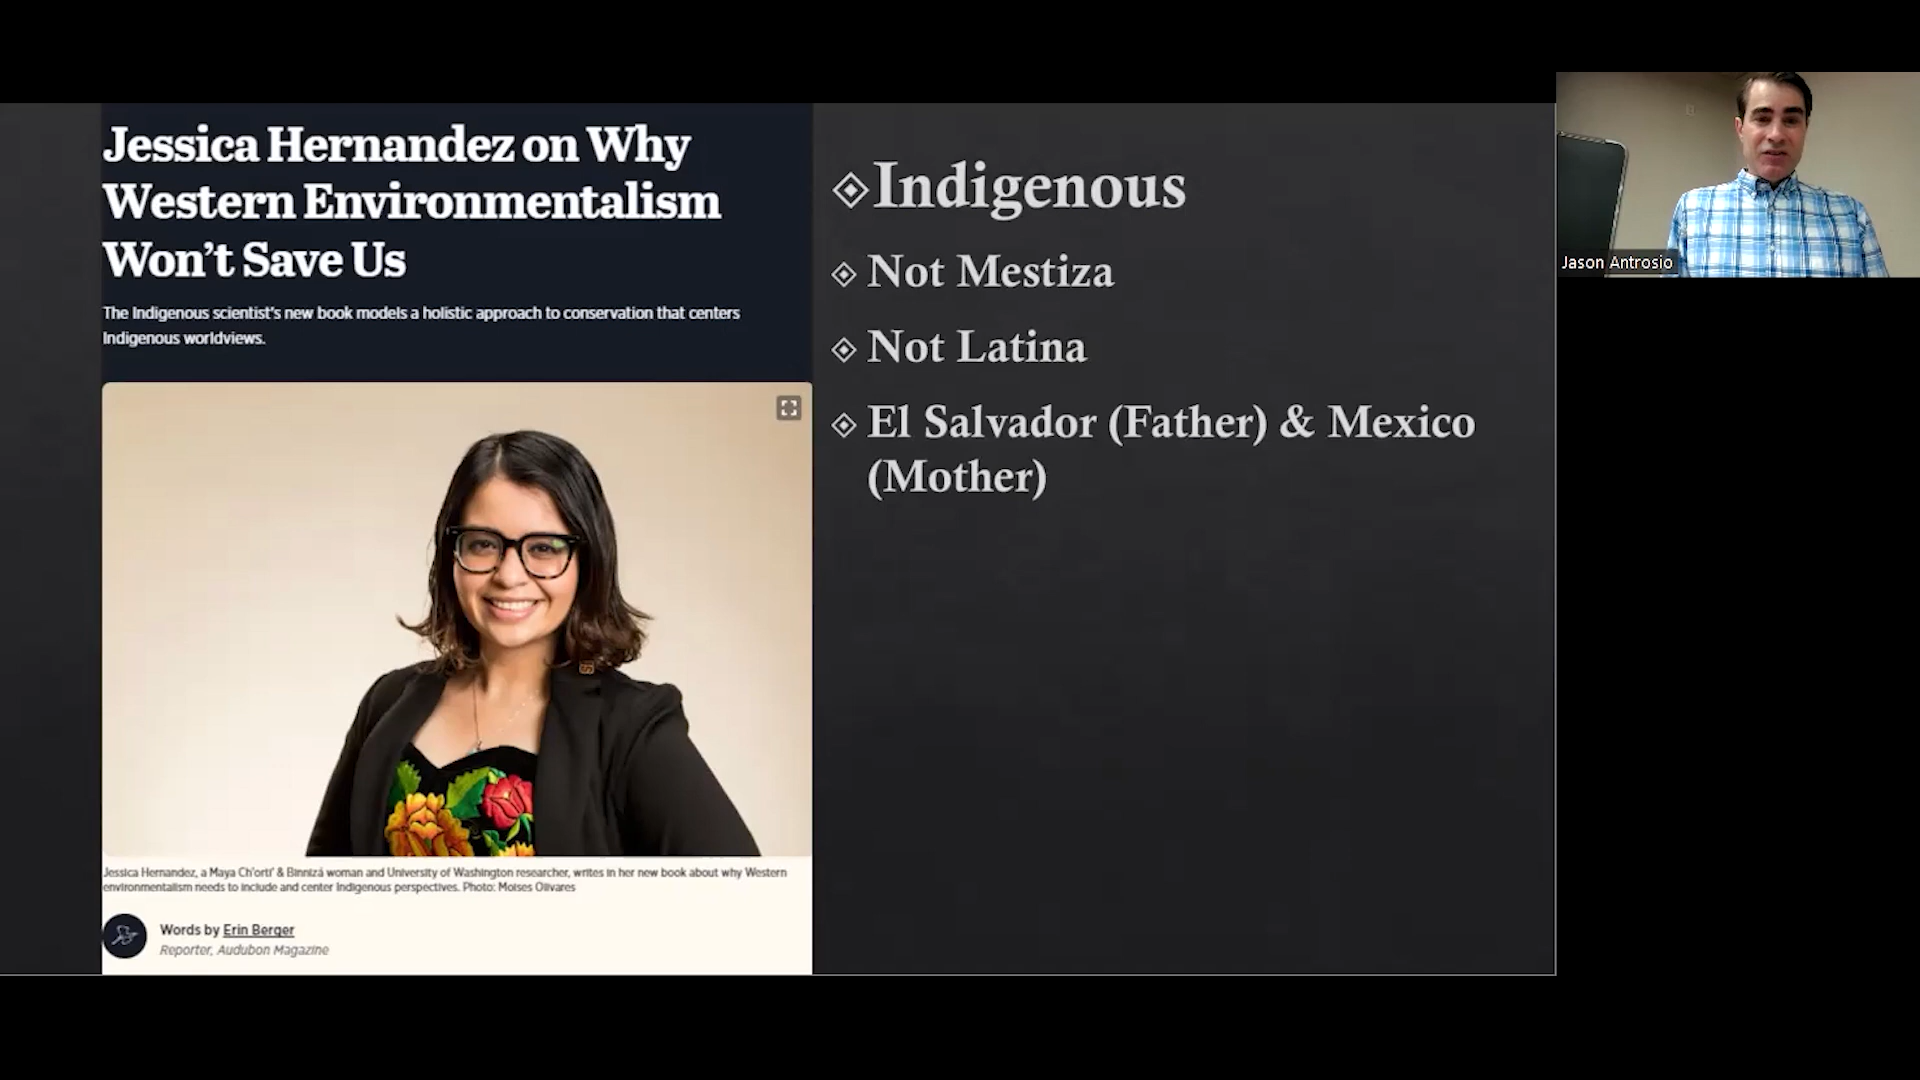 Jessica Hernandez on Why
Western Environmentalism
Won't Save Us
The Indigenous scientist's new book models a holistic approach to conservation that centers
Indigenous worldviews.
Jessica Hernandez, a Maya Ch'orti' & Binnizá woman and University of Washington researcher, writes in her new book about why Western
environmentalism needs to include and center Indigenous perspectives. Photo: Moises Olivares
Words by Erin Berger
Reporter, Audubon Magazine
Indigenous
Not Mestiza
Not Latina
El Salvador (Father) & Mexico
(Mother)
Jason Antrosio